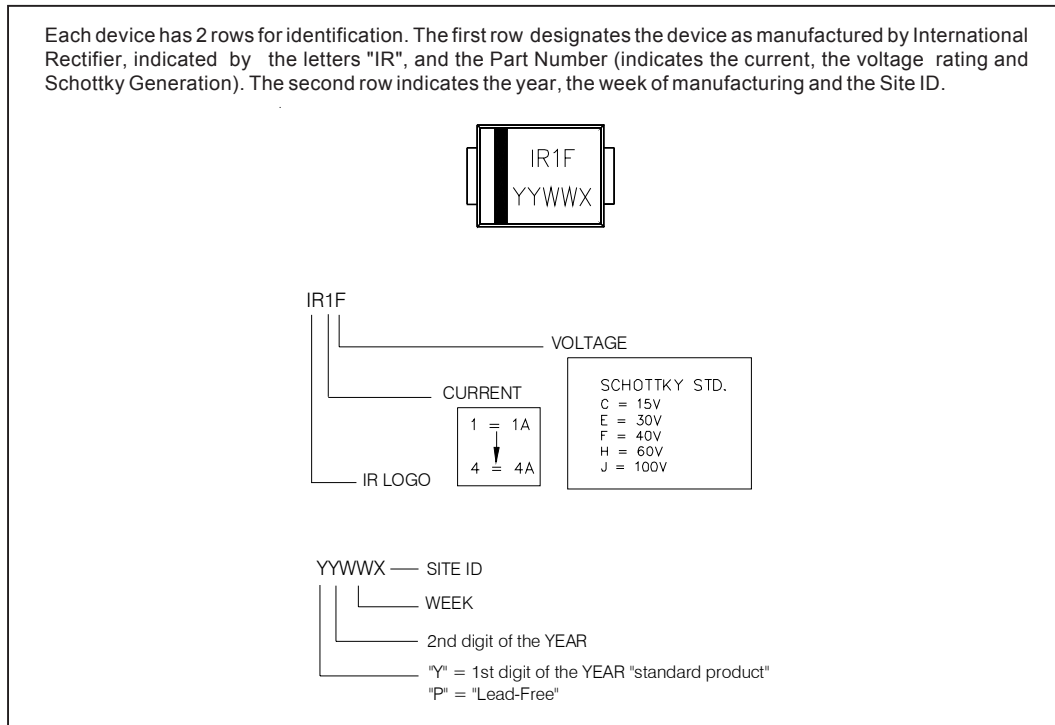 Each device has 2 rows for identification. The first row designates the device as manufactured by International
Rectifier, indicated by the letters "IR", and the Part Number (indicates the current, the voltage rating and
Schottky Generation). The second row indicates the year, the week of manufacturing and the Site ID.
IR1F
YYWWX
IR1F
VOLTAGE
SCHOTTKY STD.
C = 15V
E = 30V
F = 40V
H = 60V
J = 100V
CURRENT
1 = 1A
4 = 4A
IR LOGO
YYWWX
SITE ID
WEEK
2nd digit of the YEAR
"Y" = 1st digit of the YEAR "standard product"
"P" = "Lead-Free"